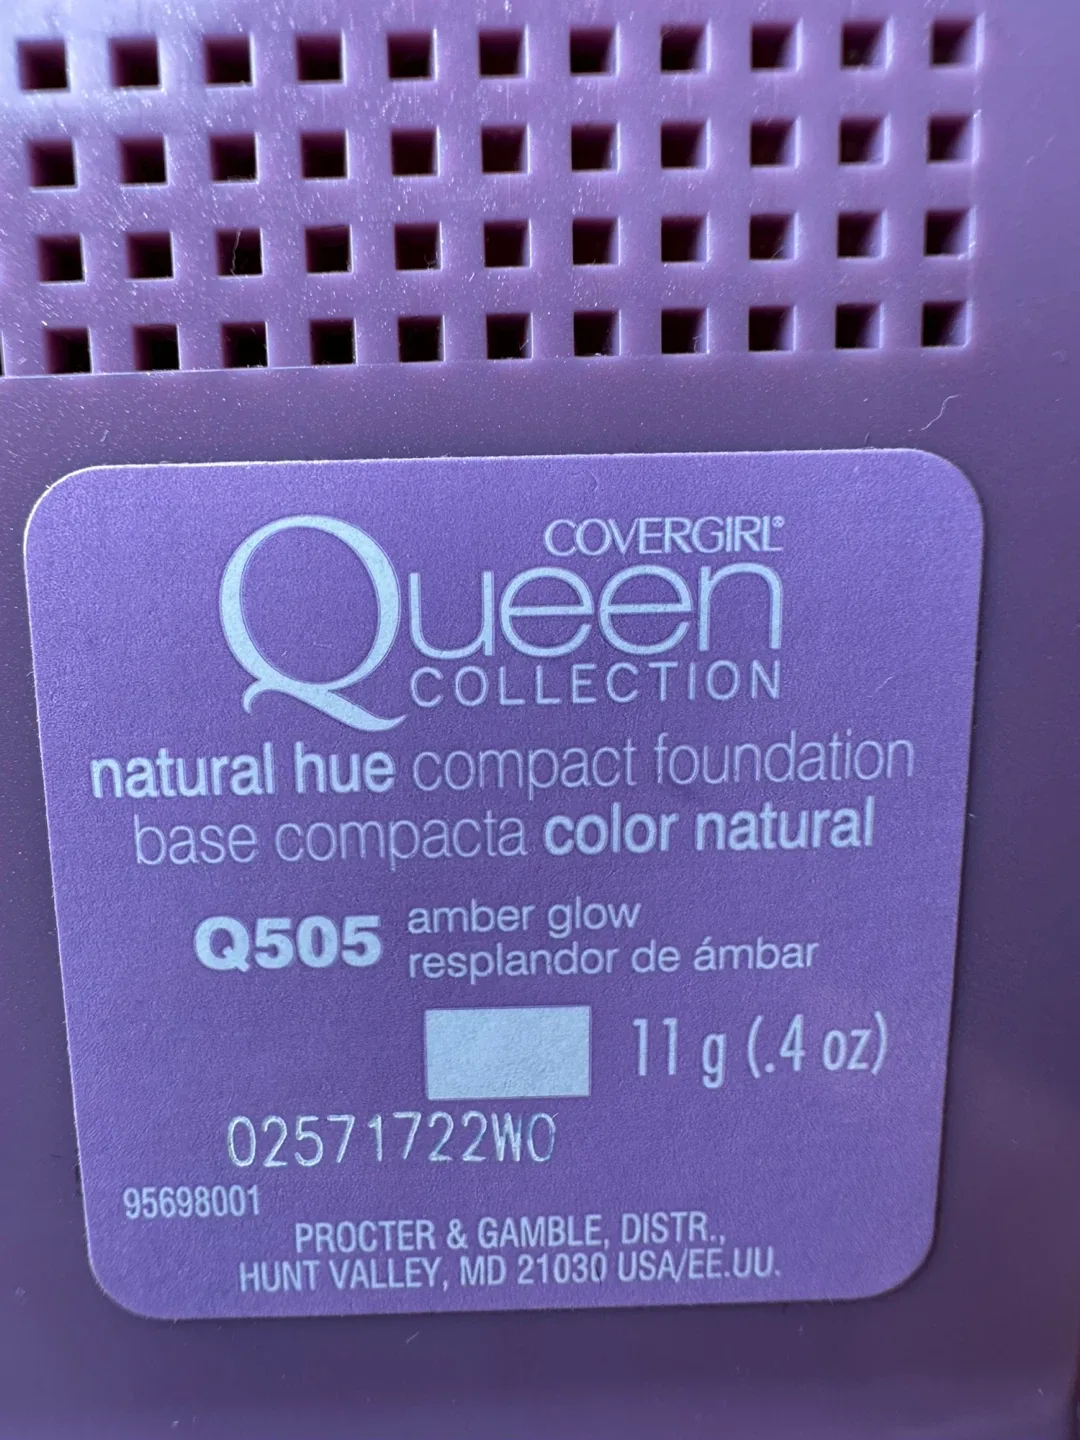 COVERGIRL®
Queen
COLLECTION
natural hue compact foundation
base compacta color natural
Q505 amber glow
resplandor de ámbar
11 g (.4 oz)
02571722WO
95698001
PROCTER & GAMBLE, DISTR.,
HUNT VALLEY, MD 21030 USA/EE.UU.